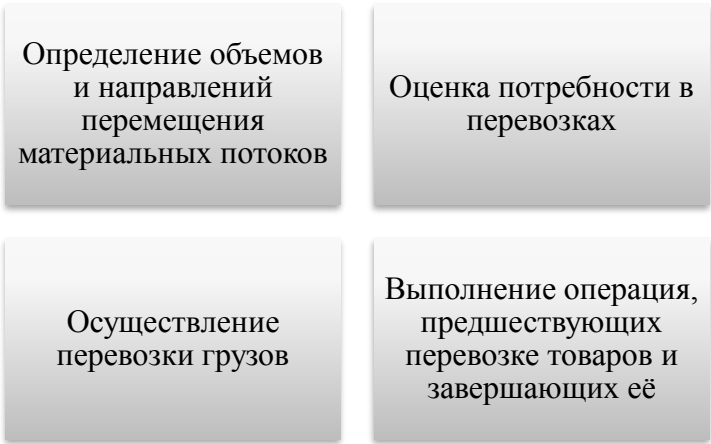 Определение объемов
и направлений
перемещения
материальных потоков
Оценка потребности в
перевозках
Осуществление
перевозки грузов
Выполнение операция,
предшествующих
перевозке товаров и
завершающих её